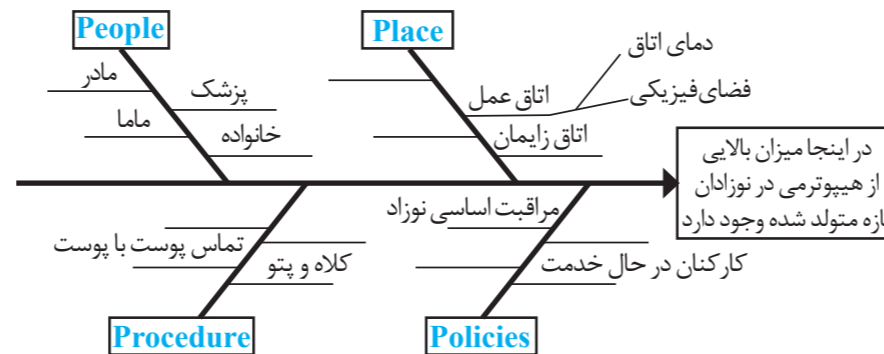 People
Place
مادر
پزشک
ماما
خانواده
دمای اتاق
اتاق عمل
فضای فیزیکی
اتاق زایمان
در اینجا میزان بالایی
از هیپوترمی در نوزادان
ازه متولد شده وجود دارد
مراقبت اساسی نوزاد
تماس پوست با پوست
کلاه و پتو
کارکنان در حال خدمت
Procedure
Policies